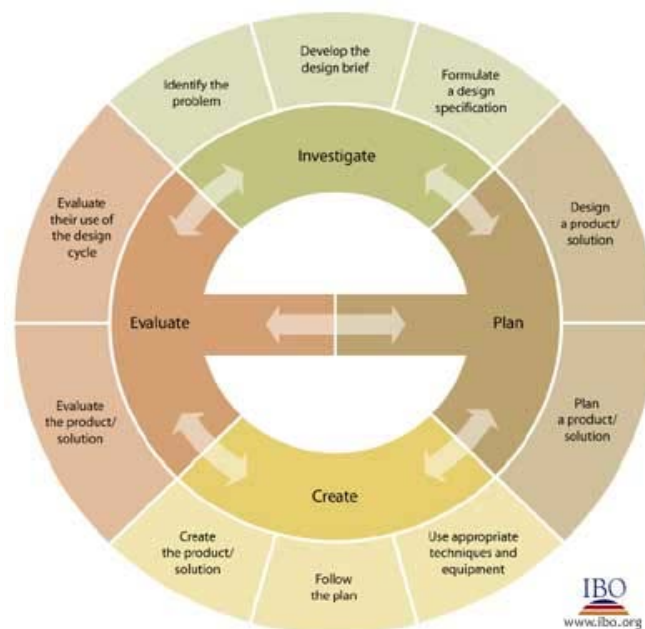 Identify the
problem
Develop the
design brief
Formulate
a design
specification
Investigate
Evaluate
their use of
the design
cycle
Design
a product/
solution
Evaluate
Plan
Evaluate
the product/
solution
Plan
a product/
solution
Create
Create
the product/
solution
Follow
the plan
Use appropriate
techniques and
equipment
IBO
www.ibo.org